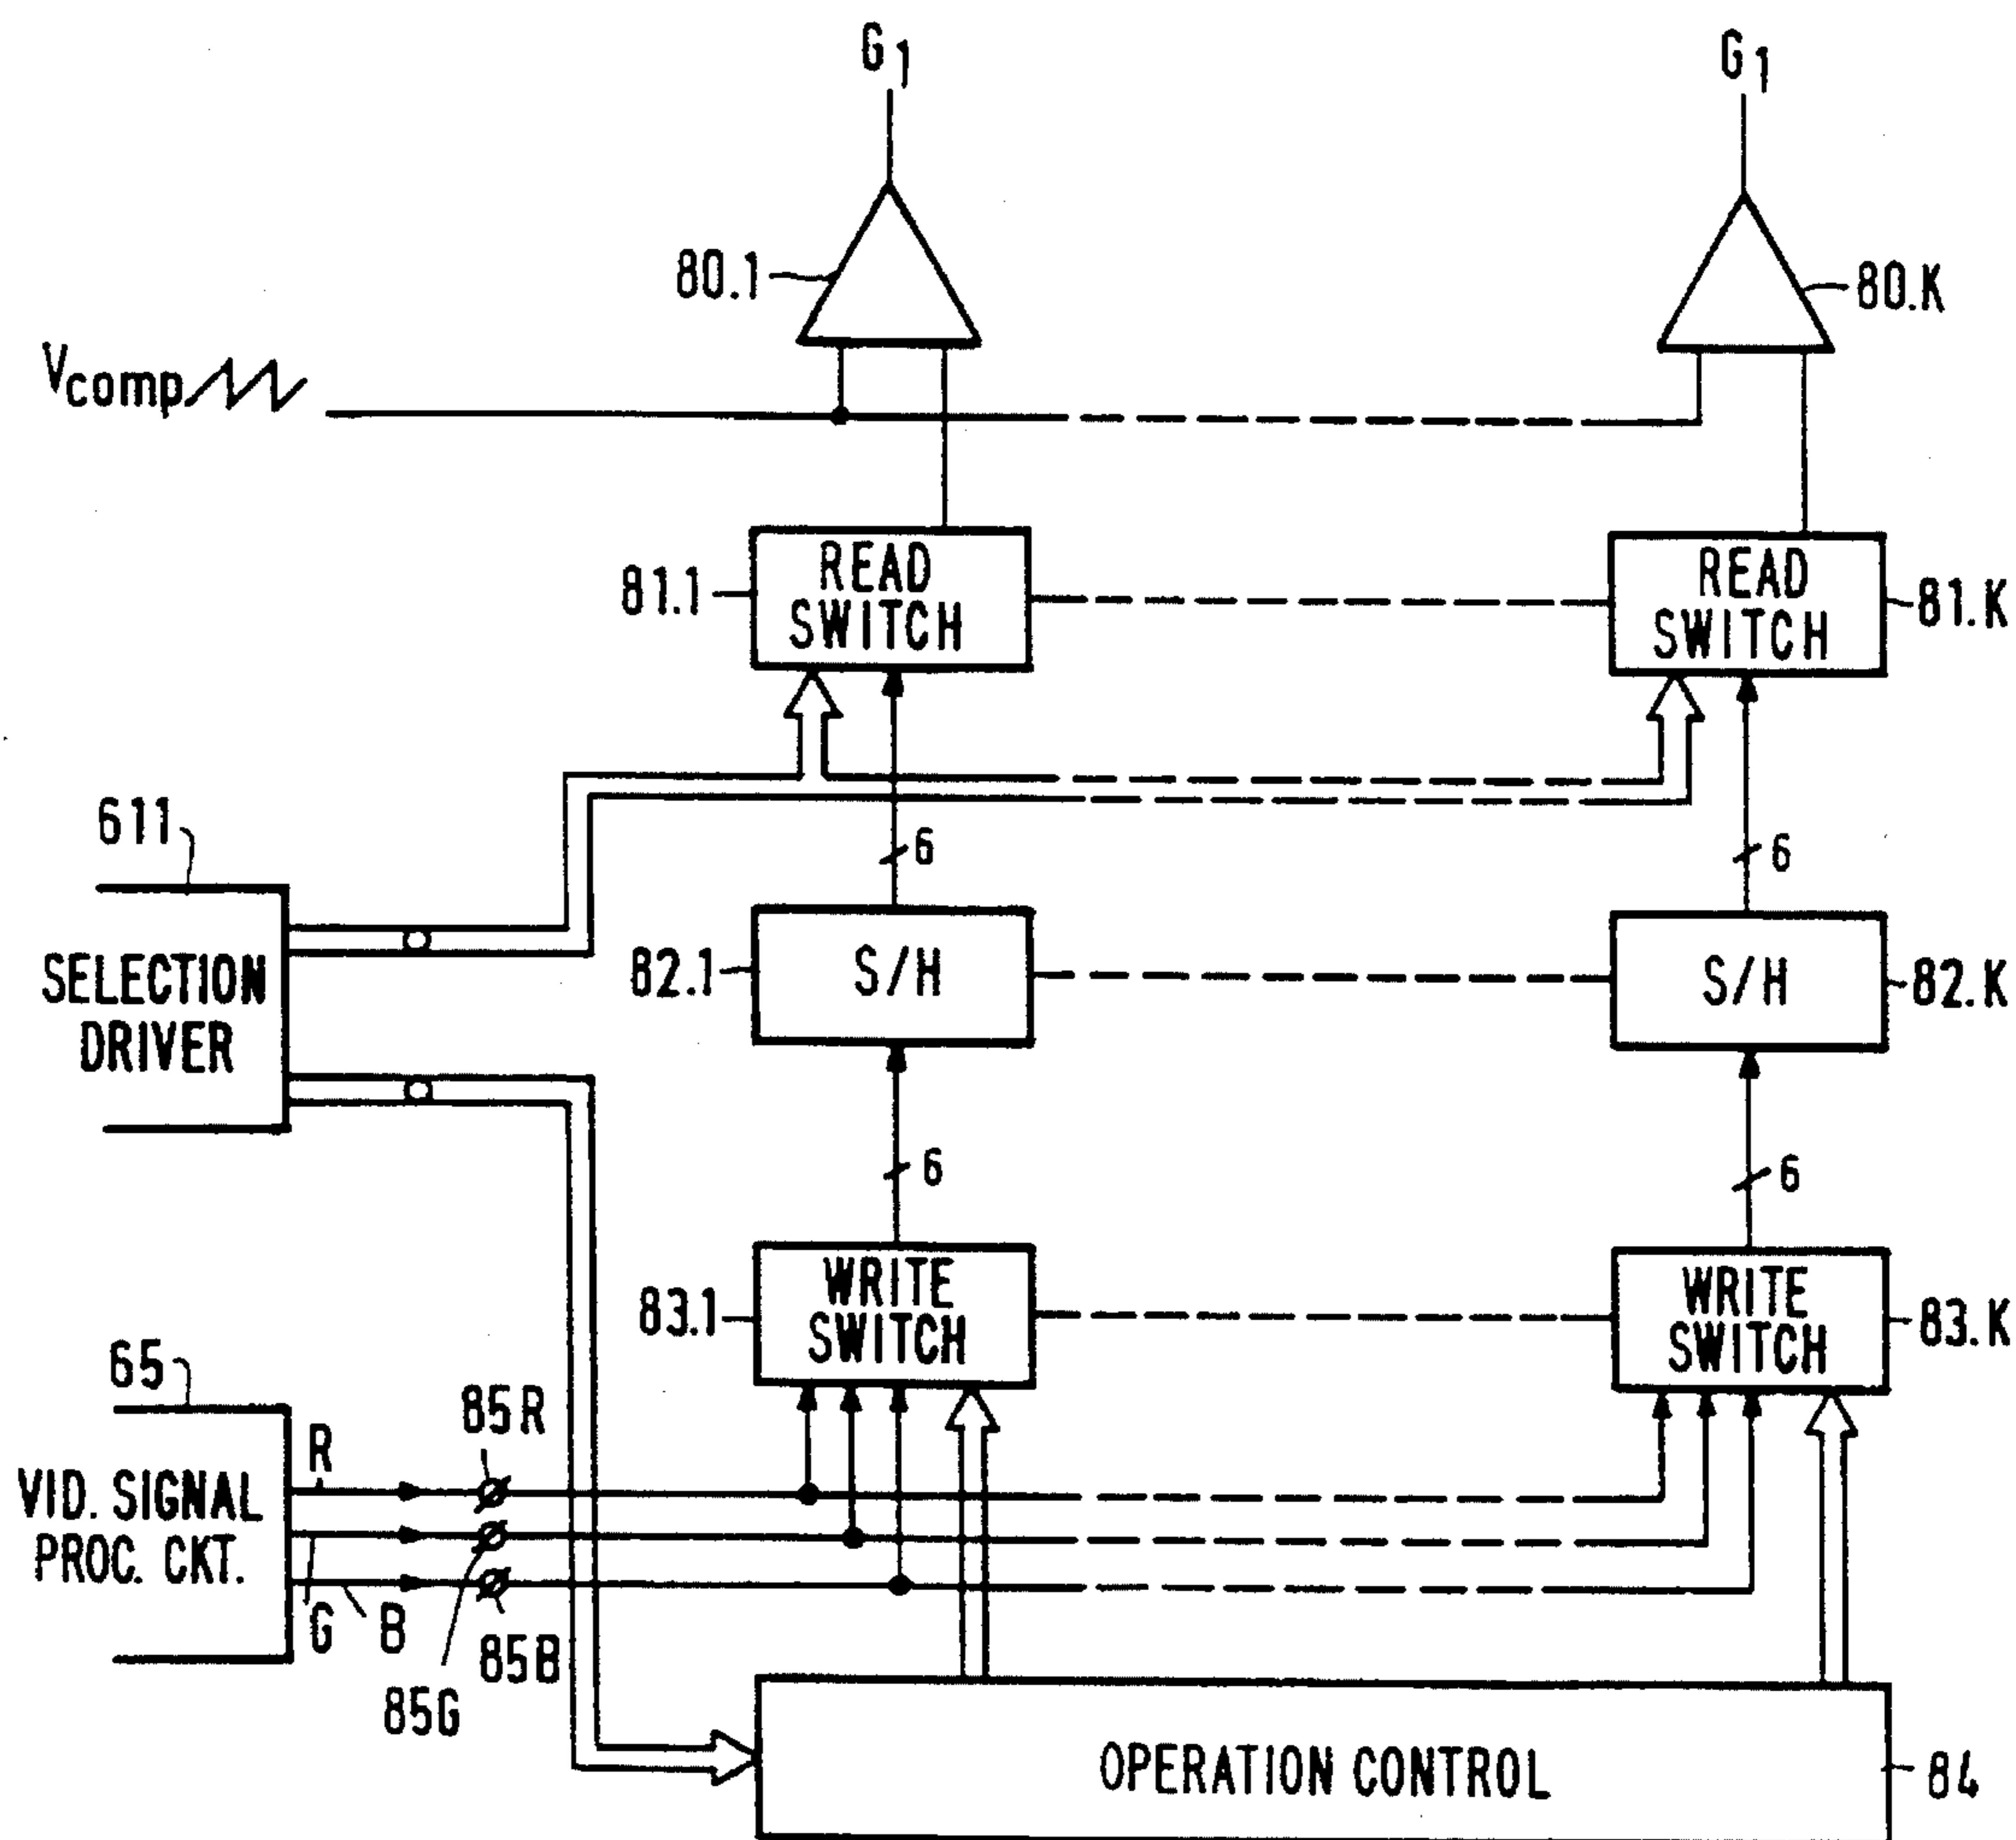 G1 G1
80.1 80.K
Vcomp
81.1 READ SWITCH READ SWITCH 81.K
611
6 6
SELECTION DRIVER
82.1 S/H S/H 82.K
6 6
83.1 WRITE SWITCH WRITE SWITCH 83.K
65
85R
R
VID. SIGNAL PROC. CKT.
G B 85B
85G
OPERATION CONTROL 84